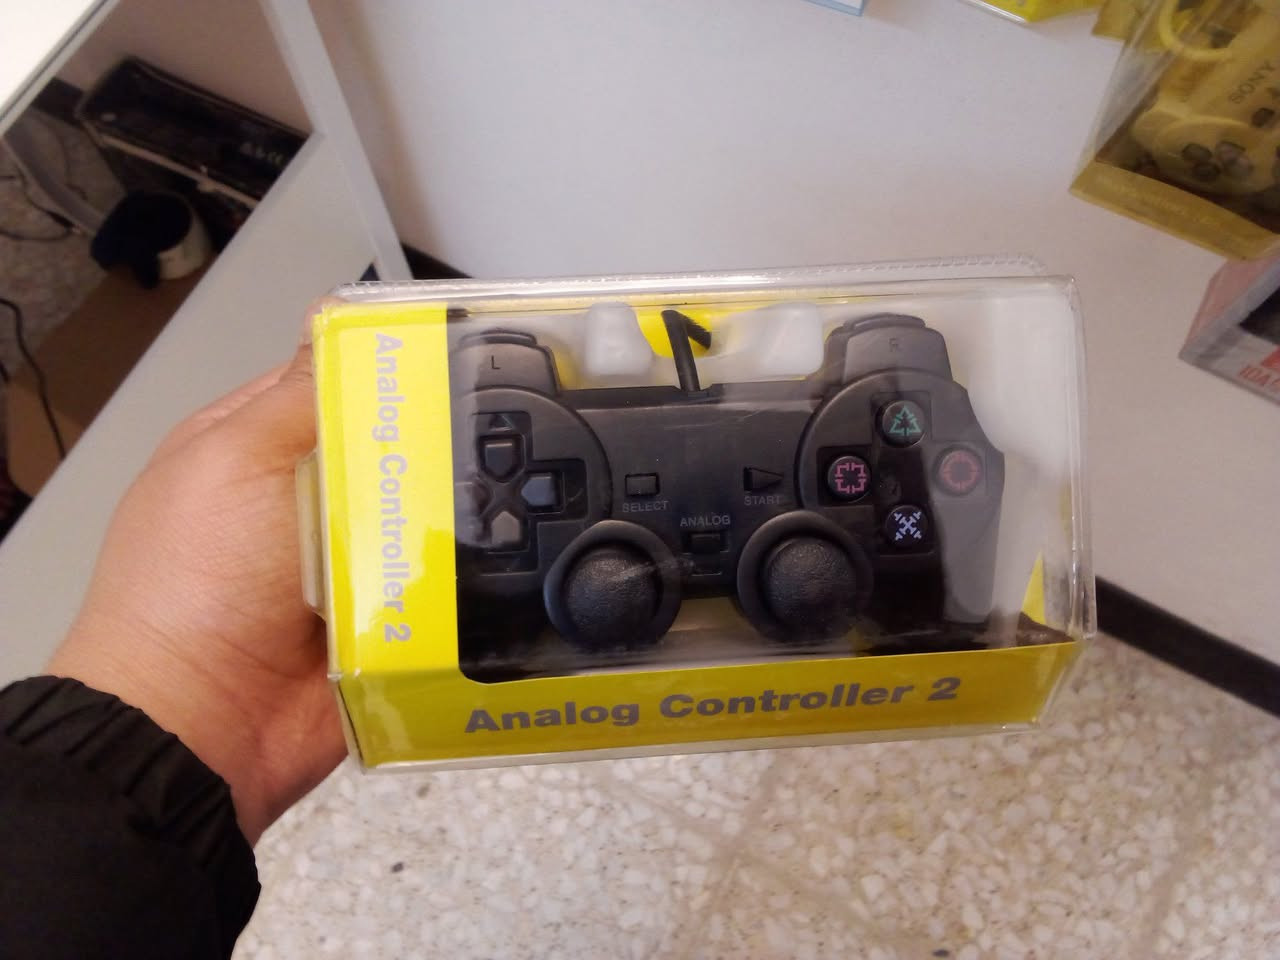 SONY
L
R
SELECT
START
ANALOG
Analog Controller 2
Analog Controller 2